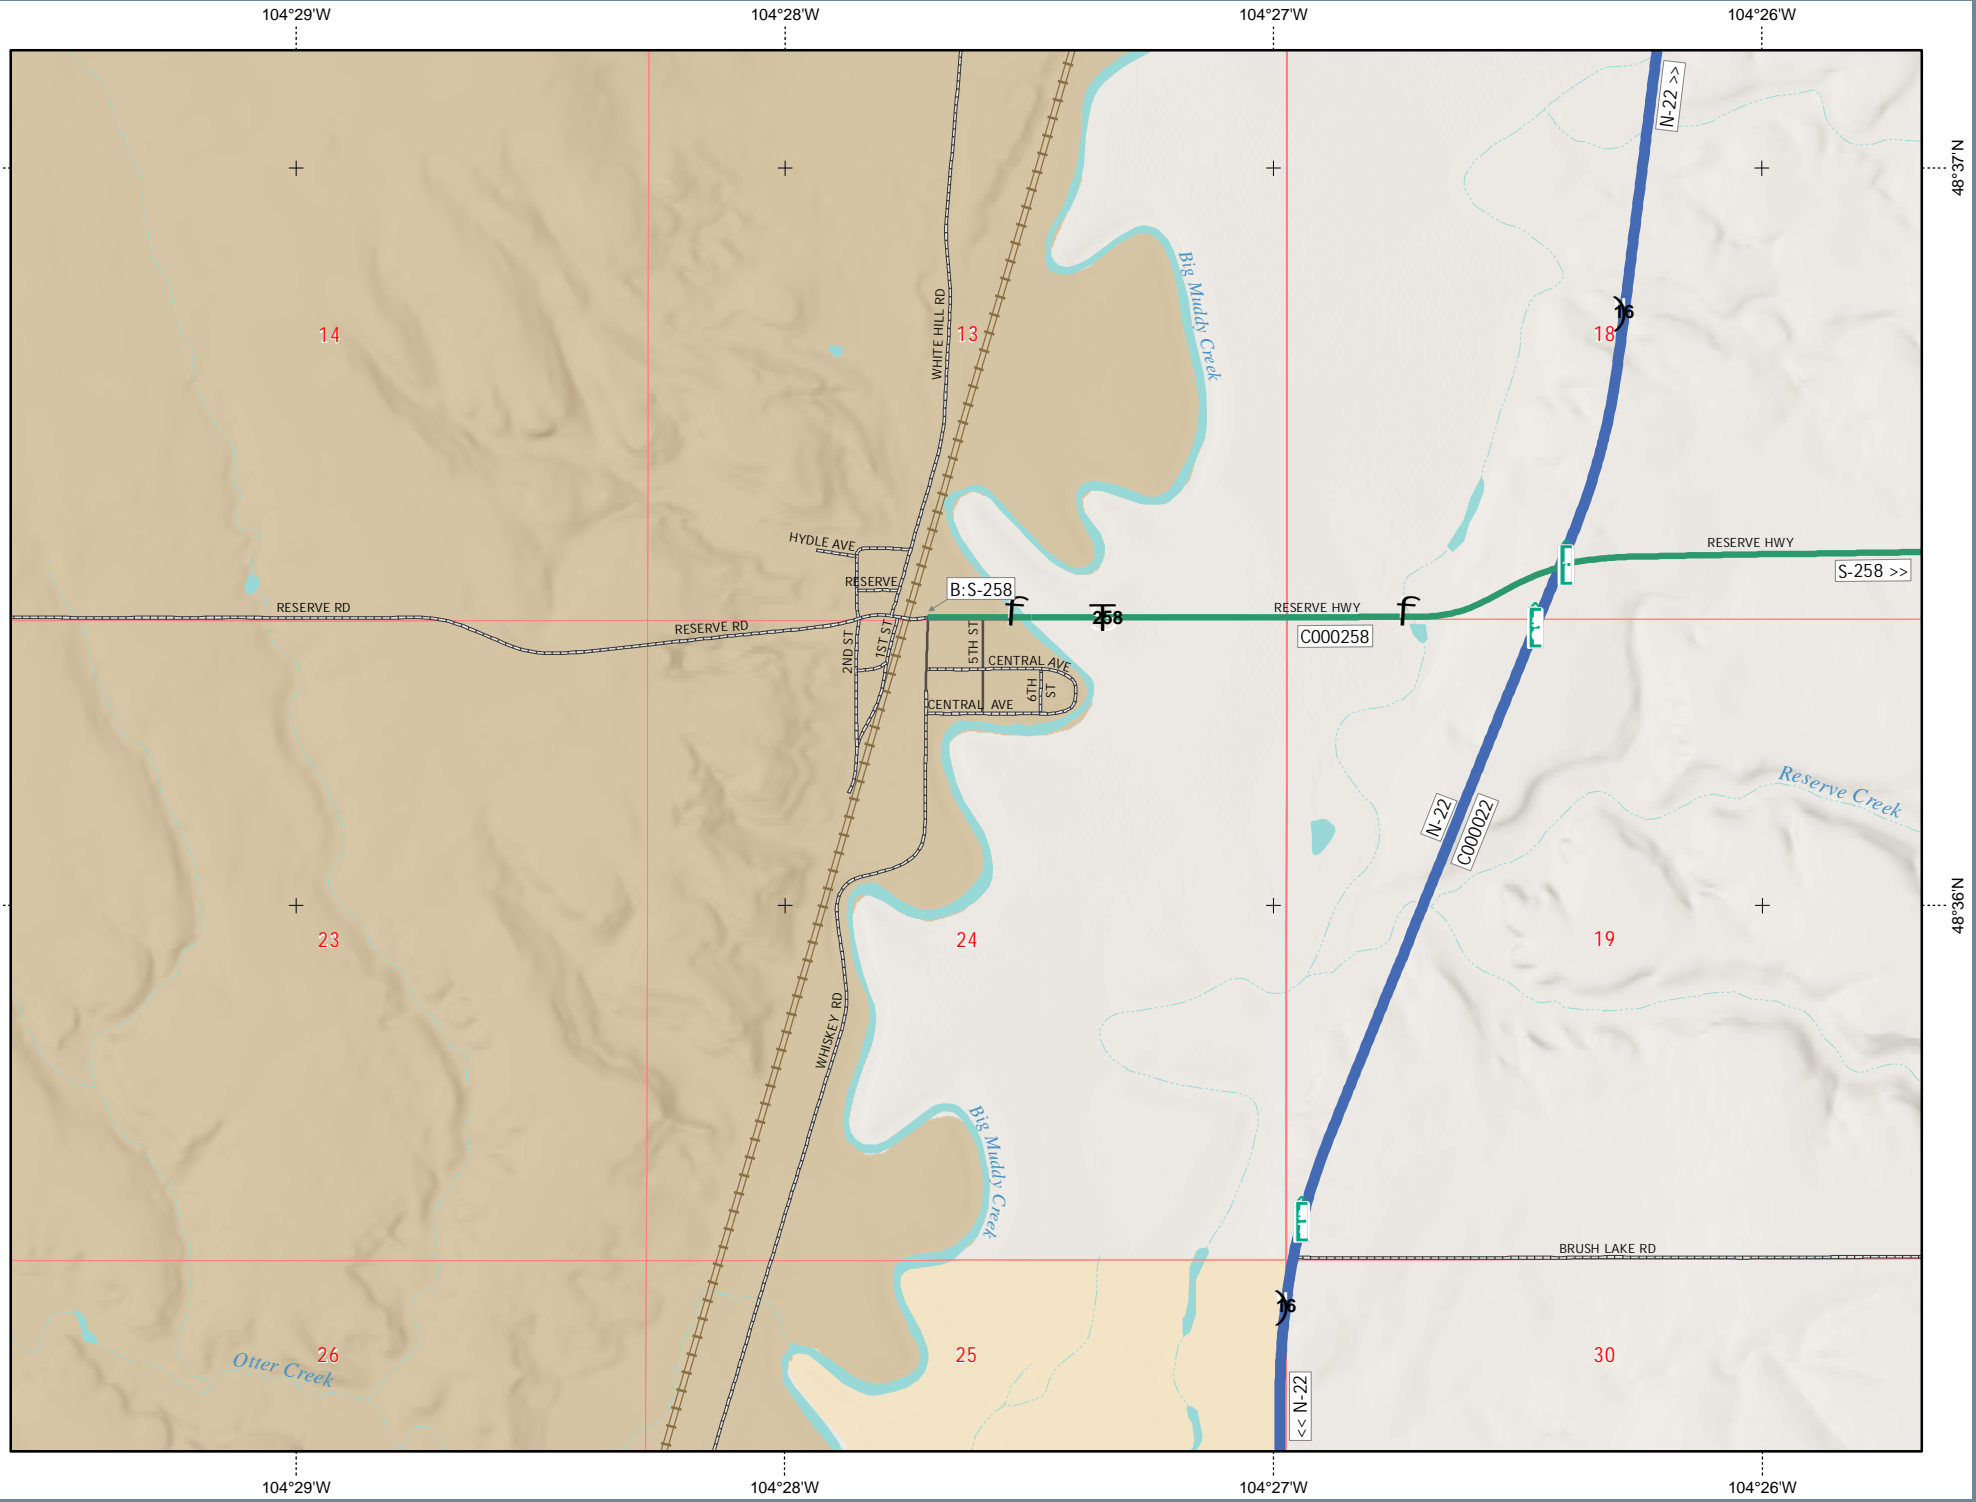 104°29'W
104°28'W
104°27'W
104°26'W
N-22 >>
48°37'N
Big Muddy Creek
WHITE HILL RD
16
14
13
18
HYDLE AVE
RESERVE HWY
S-258 >>
RESERVE
B:S-258
RESERVE RD
RESERVE RD
258
RESERVE HWY
C000258
2ND ST
1ST ST
5TH ST
CENTRAL AVE
6TH ST
CENTRAL AVE
Reserve Creek
N-22
C000022
48°36'N
23
24
19
WHISKEY RD
Big Muddy Creek
BRUSH LAKE RD
16
Otter Creek
26
25
30
<< N-22
104°29'W
104°28'W
104°27'W
104°26'W